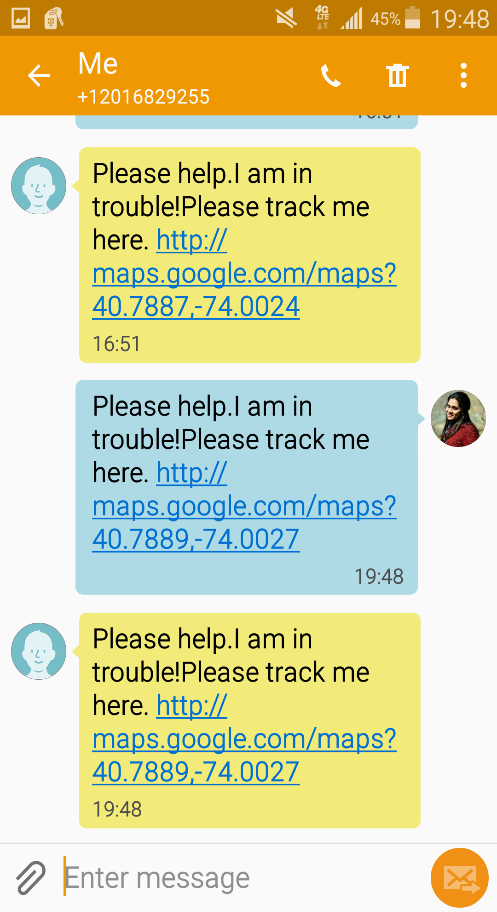 4G
LTE
45%
19:48
Me
+12016829255
Please help.I am in
trouble!Please track me
here. http://
maps.google.com/maps?
40.7887,-74.0024
16:51
Please help.I am in
trouble!Please track me
here. http://
maps.google.com/maps?
40.7889,-74.0027
19:48
Please help.I am in
trouble!Please track me
here. http://
maps.google.com/maps?
40.7889,-74.0027
19:48
Enter message